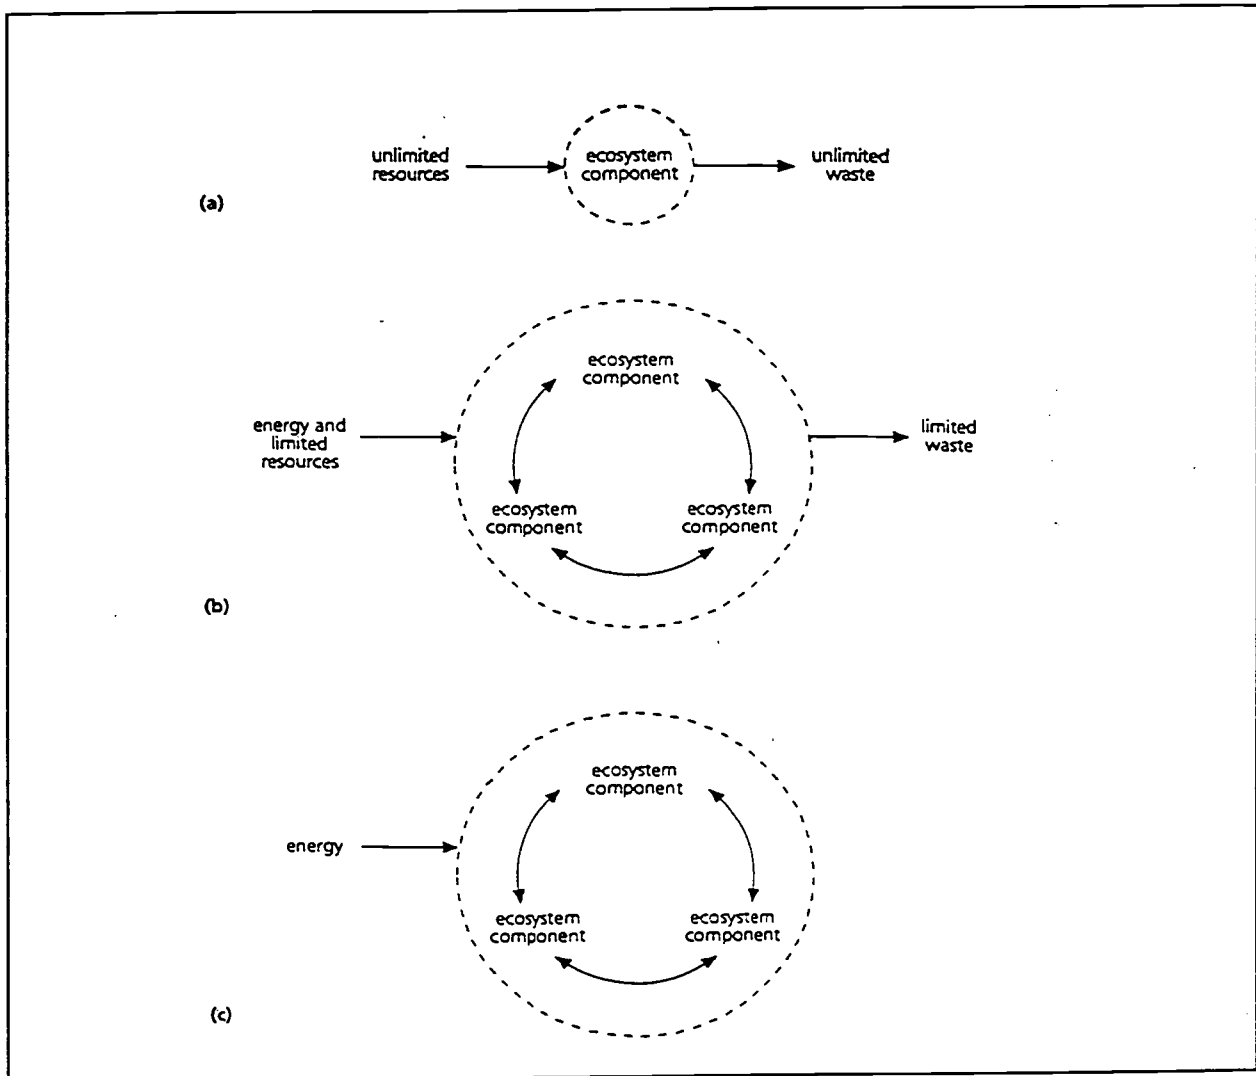 unlimited
resources
ecosystem
component
unlimited
waste
(a)
ecosystem
component
energy and
limited
resources
limited
waste
ecosystem
component
ecosystem
component
(b)
ecosystem
component
energy
ecosystem
component
ecosystem
component
(c)